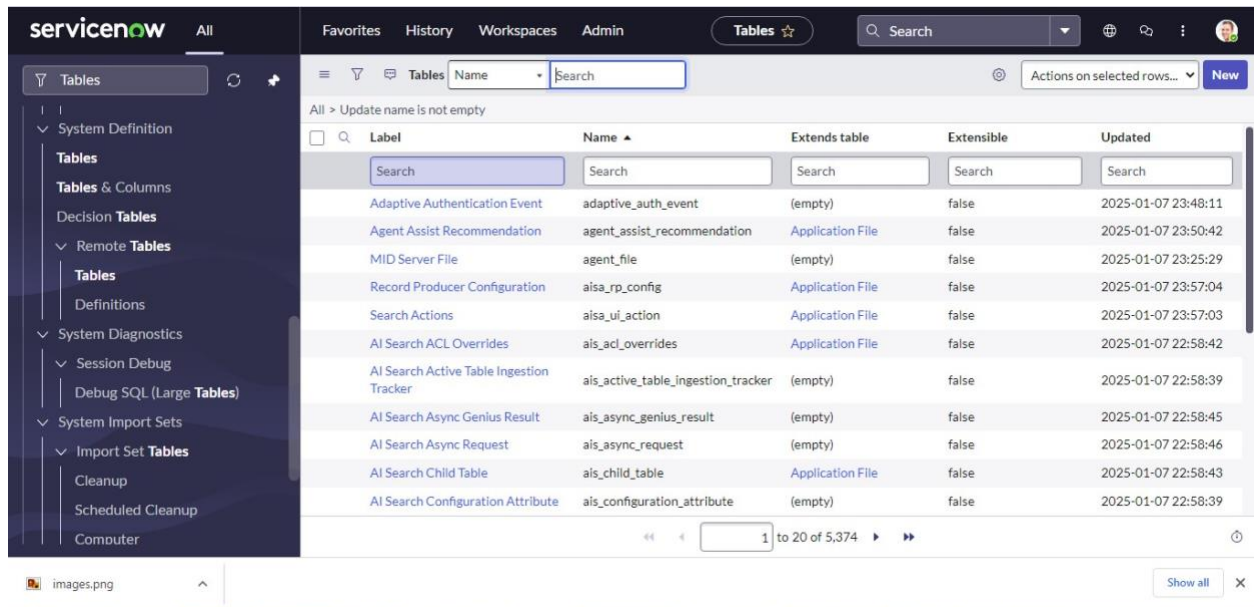 servicenow All Favorites History Workspaces Admin Tables Search
Tables
System Definition
Tables
Tables & Columns
Decision Tables
Remote Tables
Tables
Definitions
System Diagnostics
Session Debug
Debug SQL (Large Tables)
System Import Sets
Import Set Tables
Cleanup
Scheduled Cleanup
Computer
Tables Name Search Actions on selected rows... New
All > Update name is not empty
Label Name Extends table Extensible Updated
Search Search Search Search Search
Adaptive Authentication Event adaptive_auth_event (empty) false 2025-01-07 23:48:11
Agent Assist Recommendation agent_assist_recommendation Application File false 2025-01-07 23:50:42
MID Server File agent_file (empty) false 2025-01-07 23:25:29
Record Producer Configuration aisa_rp_config Application File false 2025-01-07 23:57:04
Search Actions aisa_ui_action Application File false 2025-01-07 23:57:03
AI Search ACL Overrides ais_acl_overrides Application File false 2025-01-07 22:58:42
AI Search Active Table Ingestion
Tracker ais_active_table_ingestion_tracker (empty) false 2025-01-07 22:58:39
AI Search Async Genius Result ais_async_genius_result (empty) false 2025-01-07 22:58:45
AI Search Async Request ais_async_request (empty) false 2025-01-07 22:58:46
AI Search Child Table ais_child_table Application File false 2025-01-07 22:58:43
AI Search Configuration Attribute ais_configuration_attribute (empty) false 2025-01-07 22:58:39
1 to 20 of 5,374
images.png Show all